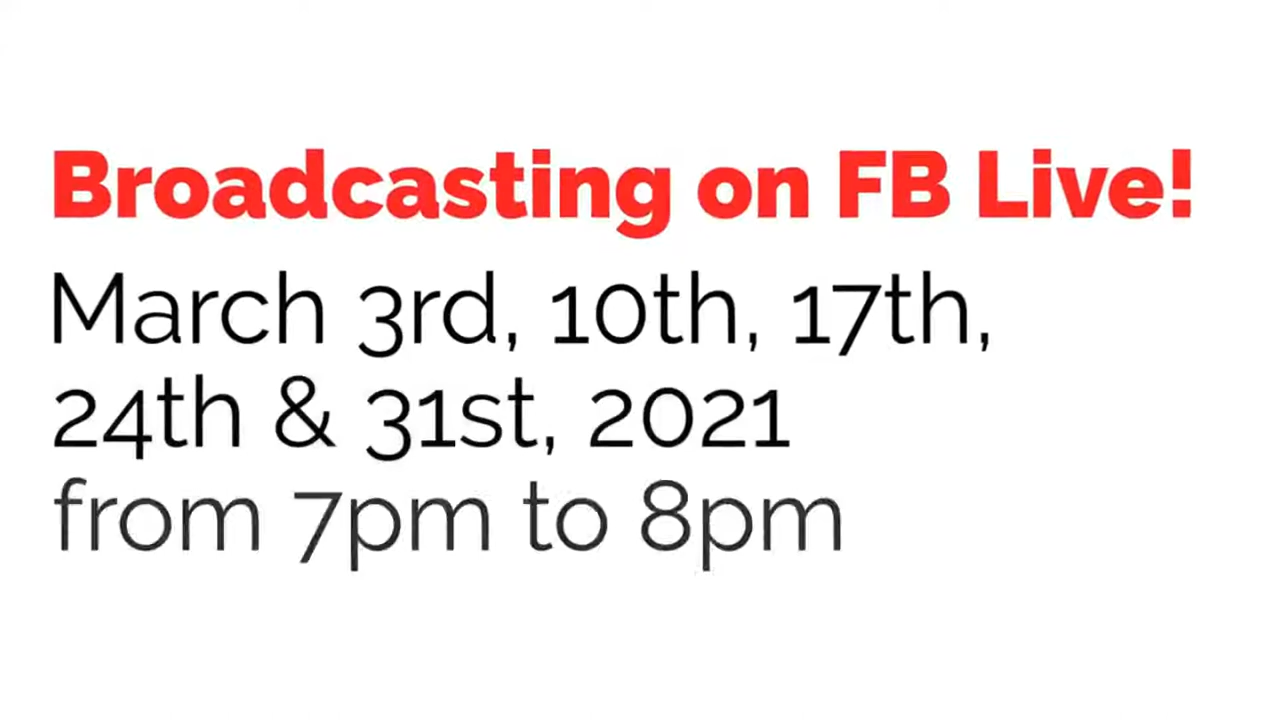 Broadcasting on FB Live!
March 3rd, 10th, 17th,
24th & 31st, 2021
from 7pm to 8pm